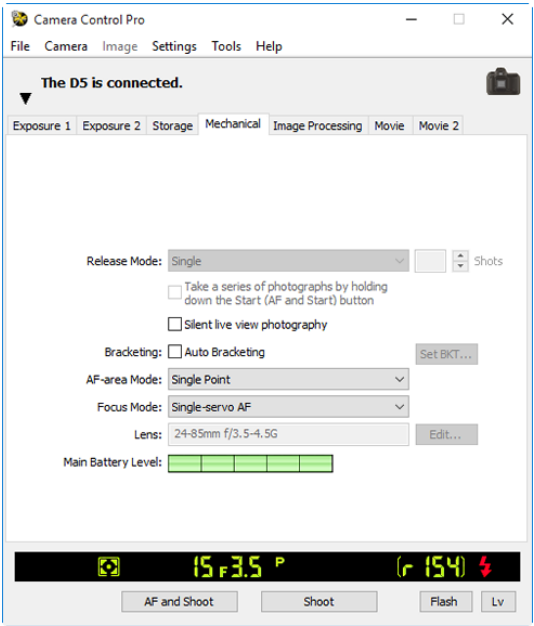 Camera Control Pro
File Camera Image Settings Tools Help
The D5 is connected.
Exposure 1 Exposure 2 Storage Mechanical Image Processing Movie Movie 2
Release Mode: Single Shots
Take a series of photographs by holding
down the Start (AF and Start) button
Silent live view photography
Bracketing: Auto Bracketing Set BKT...
AF-area Mode: Single Point
Focus Mode: Single-servo AF
Lens: 24-85mm f/3.5-4.5G Edit...
Main Battery Level:
15 F3.5 P (r 154)
AF and Shoot Shoot Flash Lv